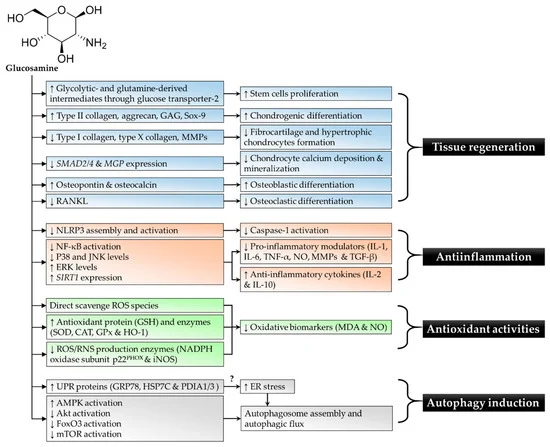 HO
O
OH
HO
NH2
OH
Glucosamine
↑ Glycolytic- and glutamine-derived
intermediates through glucose transporter-2
↑ Stem cells proliferation
↑ Type II collagen, aggrecan, GAG, Sox-9
↑ Chondrogenic differentiation
↓ Type I collagen, type X collagen, MMPs
↓ Fibrocartilage and hypertrophic
chondrocytes formation
↓ SMAD2/4 & MGP expression
↓ Chondrocyte calcium deposition &
mineralization
↑ Osteopontin & osteocalcin
↑ Osteoblastic differentiation
↓ RANKL
↓ Osteoclastic differentiation
Tissue regeneration
↓ NLRP3 assembly and activation
↓ Caspase-1 activation
↓ NF-κB activation
↓ P38 and JNK levels
↑ ERK levels
↑ SIRT1 expression
↓ Pro-inflammatory modulators (IL-1,
IL-6, TNF-α, NO, MMPs & TGF-β)
↑ Anti-inflammatory cytokines (IL-2
& IL-10)
Antiinflammation
Direct scavenge ROS species
↑ Antioxidant protein (GSH) and enzymes
(SOD, CAT, GPx & HO-1)
↓ ROS/RNS production enzymes (NADPH
oxidase subunit p22PHOX & iNOS)
↓ Oxidative biomarkers (MDA & NO)
Antioxidant activities
↑ UPR proteins (GRP78, HSP7C & PDIA1/3 )
?
↑ ER stress
↑ AMPK activation
↓ Akt activation
↓ FoxO3 activation
↓ mTOR activation
Autophagosome assembly and
autophagic flux
Autophagy induction